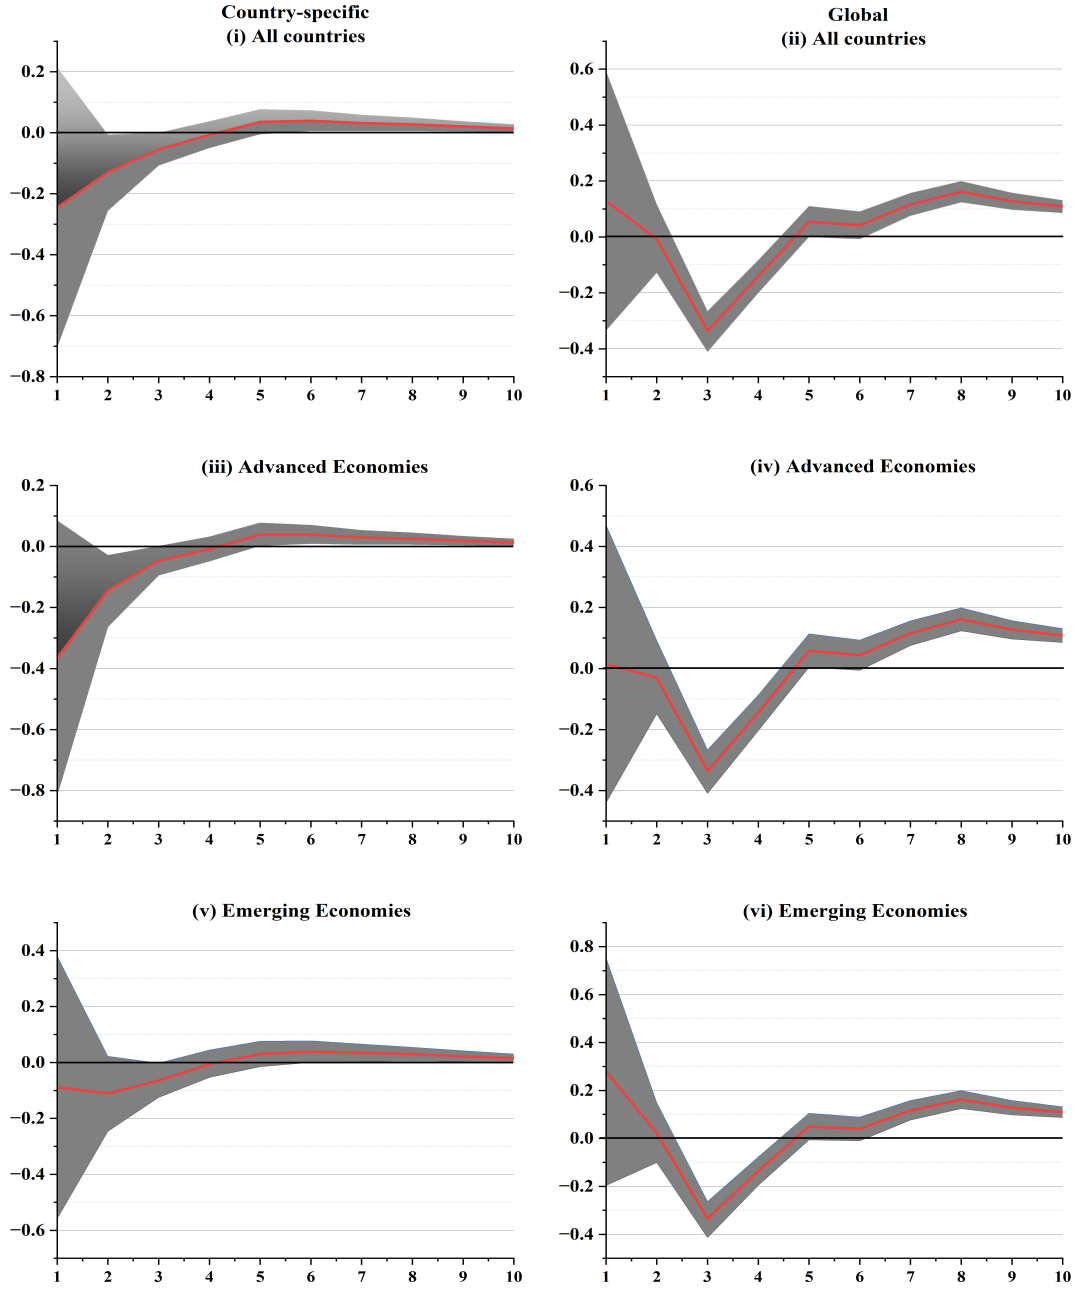 Country-specific
(i) All countries
0.2
0.0
−0.2
−0.4
−0.6
−0.8
1 2 3 4 5 6 7 8 9 10
Global
(ii) All countries
0.6
0.4
0.2
0.0
−0.2
−0.4
1 2 3 4 5 6 7 8 9 10
(iii) Advanced Economies
0.2
0.0
−0.2
−0.4
−0.6
−0.8
1 2 3 4 5 6 7 8 9 10
(iv) Advanced Economies
0.6
0.4
0.2
0.0
−0.2
−0.4
1 2 3 4 5 6 7 8 9 10
(v) Emerging Economies
0.4
0.2
0.0
−0.2
−0.4
−0.6
1 2 3 4 5 6 7 8 9 10
(vi) Emerging Economies
0.8
0.6
0.4
0.2
0.0
−0.2
−0.4
1 2 3 4 5 6 7 8 9 10